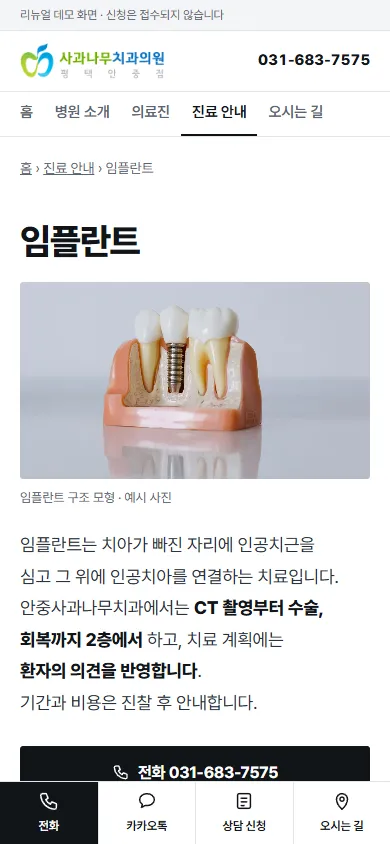 리뉴얼 데모 화면 · 신청은 접수되지 않습니다
사과나무치과의원
평택안중점
031-683-7575
홈 병원 소개 의료진 진료 안내 오시는 길
홈 › 진료 안내 › 임플란트
임플란트
임플란트 구조 모형 · 예시 사진
임플란트는 치아가 빠진 자리에 인공치근을
심고 그 위에 인공치아를 연결하는 치료입니다.
안중사과나무치과에서는 CT 촬영부터 수술,
회복까지 2층에서 하고, 치료 계획에는
환자의 의견을 반영합니다.
기간과 비용은 진찰 후 안내합니다.
전화 031-683-7575
전화 카카오톡 상담 신청 오시는 길